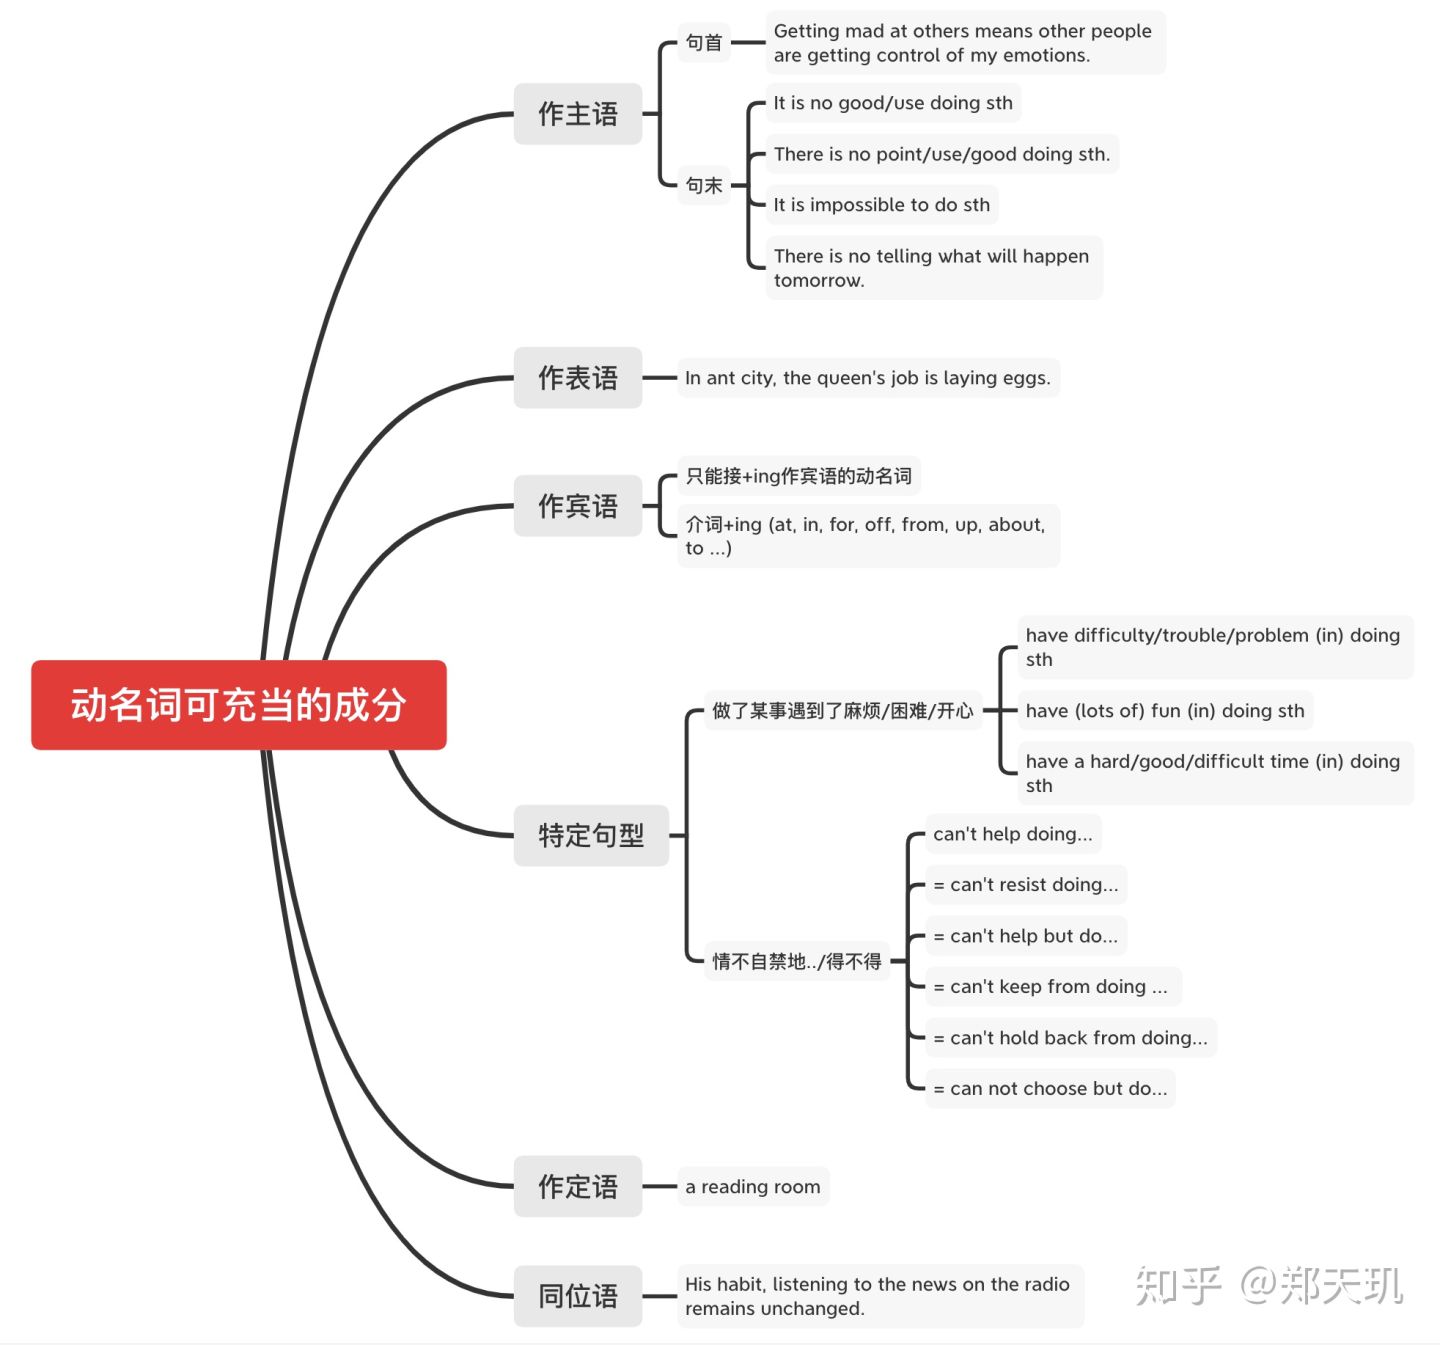 动名词可充当的成分
作主语
句首
Getting mad at others means other people
are getting control of my emotions.
句末
It is no good/use doing sth
There is no point/use/good doing sth.
It is impossible to do sth
There is no telling what will happen
tomorrow.
作表语
In ant city, the queen's job is laying eggs.
作宾语
只能接+ing作宾语的动名词
介词+ing (at, in, for, off, from, up, about,
to ...)
特定句型
做了某事遇到了麻烦/困难/开心
have difficulty/trouble/problem (in) doing
sth
have (lots of) fun (in) doing sth
have a hard/good/difficult time (in) doing
sth
情不自禁地../得不得
can't help doing...
= can't resist doing...
= can't help but do...
= can't keep from doing ...
= can't hold back from doing...
= can not choose but do...
作定语
a reading room
同位语
His habit, listening to the news on the radio
remains unchanged.
知乎 @郑天玑